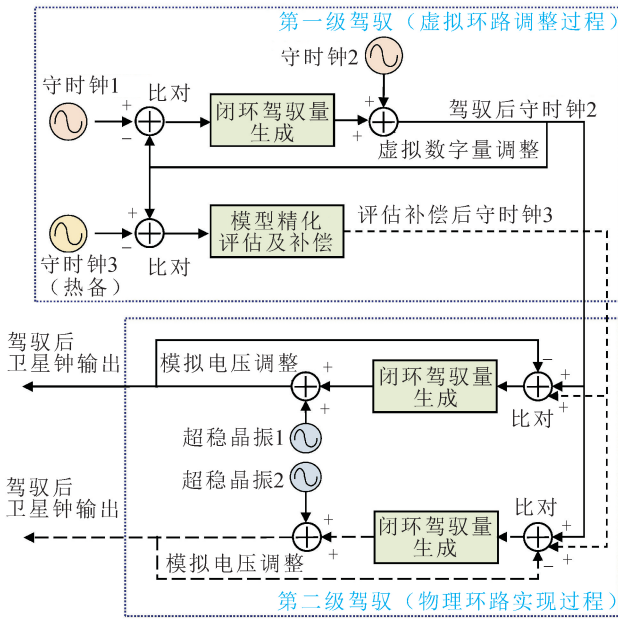 第一级驾驭（虚拟环路调整过程）
守时钟2
守时钟1
比对
闭环驾驭量
生成
驾驭后守时钟2
虚拟数字量调整
+
−
+
+
模型精化
评估及补偿
评估补偿后守时钟3
+
−
比对
守时钟3
（热备）
驾驭后
卫星钟输出
模拟电压调整
闭环驾驭量
生成
−
+
+
比对
+
+
超稳晶振1
超稳晶振2
驾驭后
卫星钟输出
比对
闭环驾驭量
生成
+
+
+
+
−
模拟电压调整
第二级驾驭（物理环路实现过程）